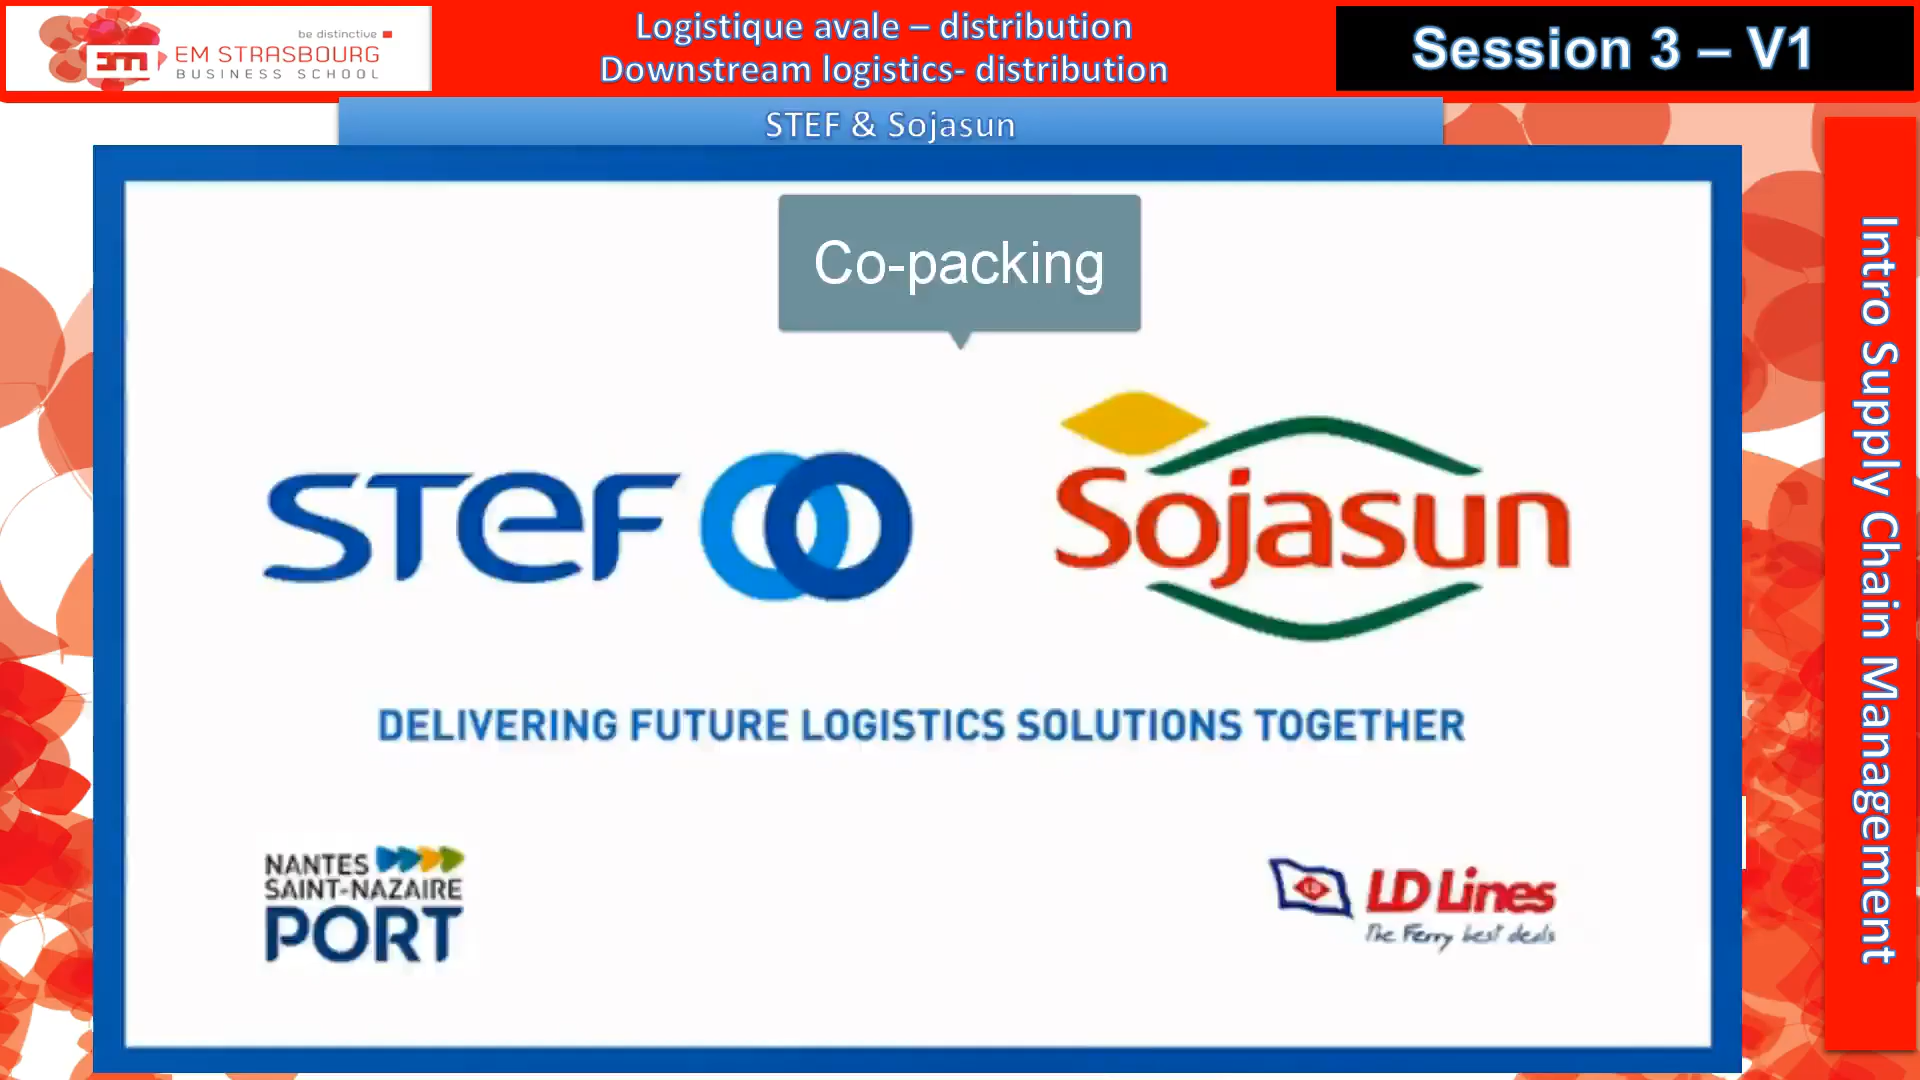 be distinctive
EM STRASBOURG
BUSINESS SCHOOL
Logistique avale – distribution
Downstream logistics- distribution
Session 3 – V1
STEF & Sojasun
Co-packing
STEF
Sojasun
DELIVERING FUTURE LOGISTICS SOLUTIONS TOGETHER
NANTES
SAINT-NAZAIRE
PORT
LD
LD Lines
The Ferry best deals
Intro Supply Chain Management